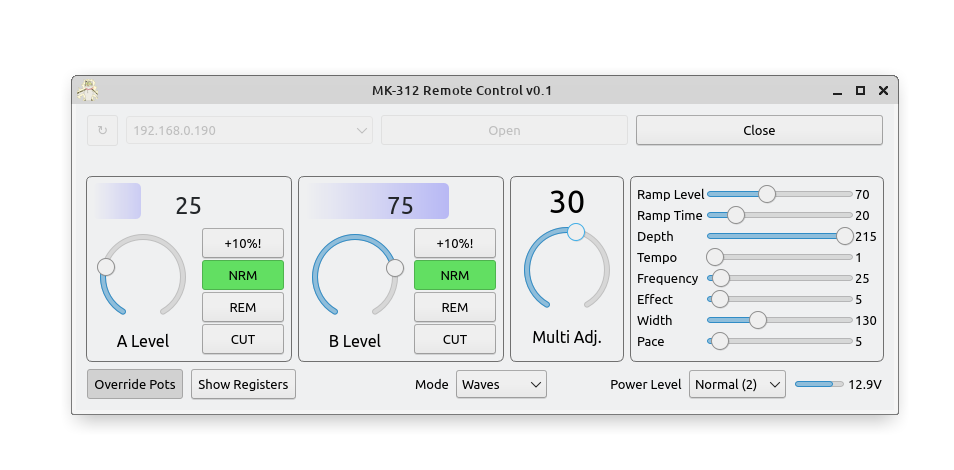 MK-312 Remote Control v0.1
192.168.0.190 Open Close
25
+10%!
NRM
REM
CUT
A Level
75
+10%!
NRM
REM
CUT
B Level
30
Multi Adj.
Ramp Level 70
Ramp Time 20
Depth 215
Tempo 1
Frequency 25
Effect 5
Width 130
Pace 5
Override Pots Show Registers Mode Waves Power Level Normal (2) 12.9V